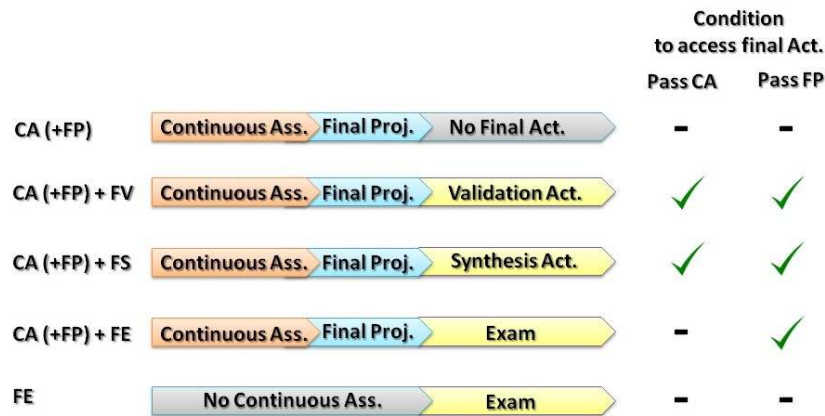 Condition
to access final Act.
Pass CA Pass FP
CA (+FP) Continuous Ass. Final Proj. No Final Act. - -
CA (+FP) + FV Continuous Ass. Final Proj. Validation Act. ✓ ✓
CA (+FP) + FS Continuous Ass. Final Proj. Synthesis Act. ✓ ✓
CA (+FP) + FE Continuous Ass. Final Proj. Exam - ✓
FE No Continuous Ass. Exam - -